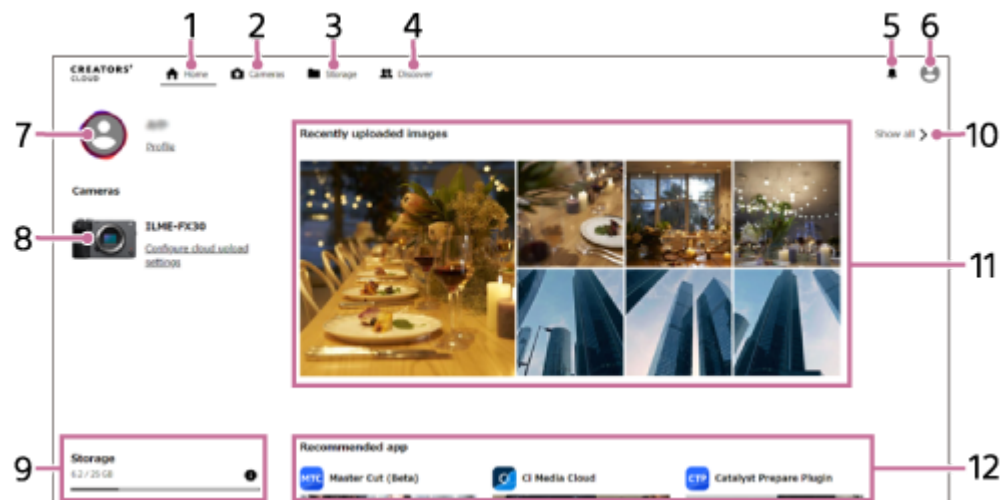 1
2
3
4
5
6
CREATORS'
CLOUD
Home
Cameras
Storage
Discover
7
Profile
Recently uploaded images
Show all
10
Cameras
8
ILME-FX30
Configure cloud upload
settings
11
9
Storage
6.2 / 25 GB
Recommended app
MTC
Master Cut (Beta)
Ci Media Cloud
CTP
Catalyst Prepare Plugin
12